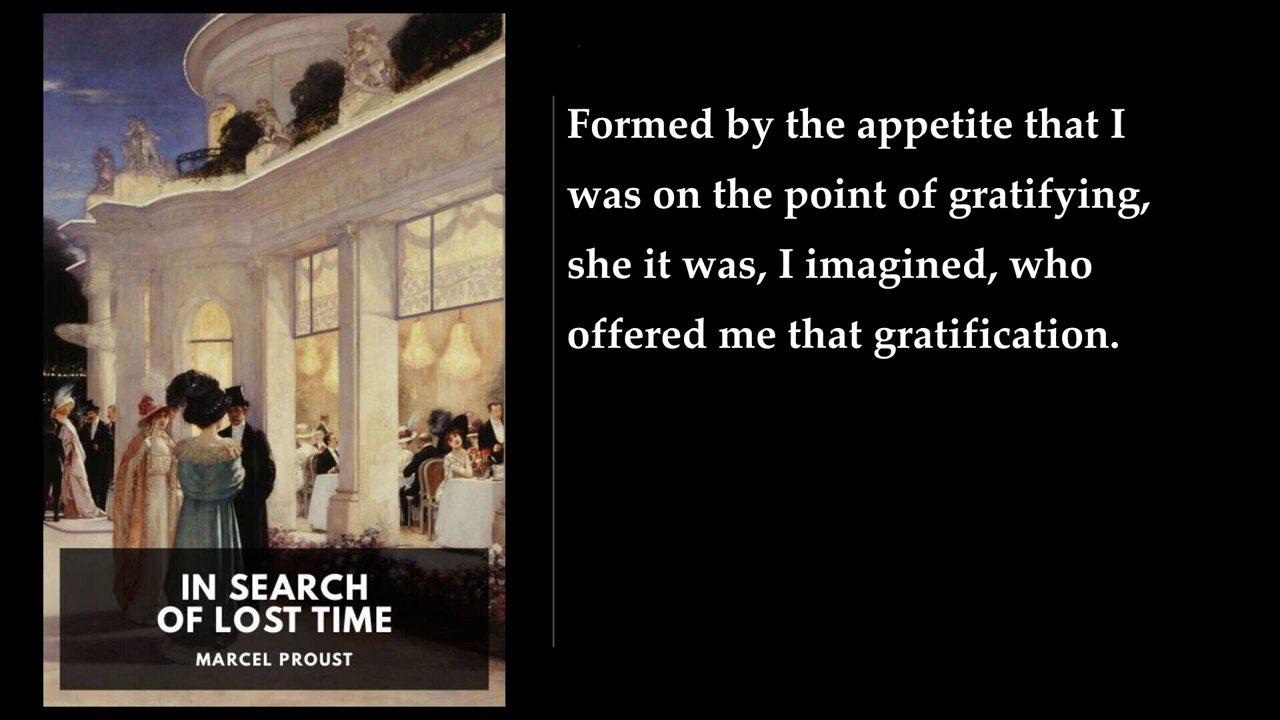 IN SEARCH
OF LOST TIME
MARCEL PROUST
Formed by the appetite that I
was on the point of gratifying,
she it was, I imagined, who
offered me that gratification.